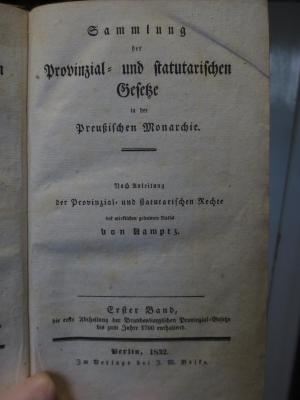 Sammlung
der
Provinzial- und statutarischen
Gesetze
in der
Preußischen Monarchie.
Nach Anleitung
der Provinzial- und statutarischen Rechte
des wirklichen geheimen Raths
von Kamptz.
Erster Band,
die erste Abtheilung der Brandenburgischen Provinzial-Gesetze
bis zum Jahre 1700 enthaltend.
Berlin, 1832.
Im Verlage bei J. M.